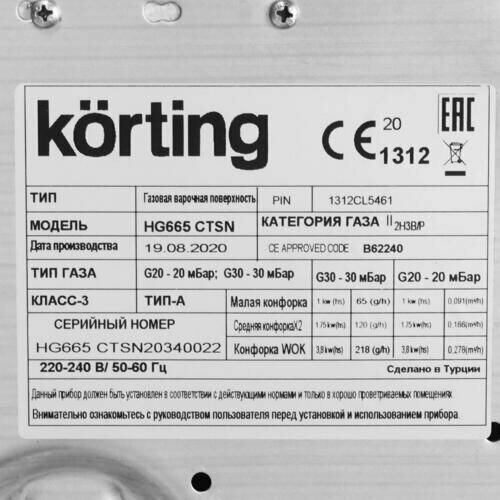 körting
CE 20 1312
EAC
ТИП Газовая варочная поверхность PIN 1312CL5461
МОДЕЛЬ HG665 CTSN КАТЕГОРИЯ ГАЗА II2H3B/P
Дата производства 19.08.2020 CE APPROVED CODE B62240
ТИП ГАЗА G20 - 20 мБар; G30 - 30 мБар G30 - 30 мБар G20 - 20 мБар
КЛАСС-3 ТИП-А Малая конфорка 1 kw (hs) 65 (g/h) 1 kw (hs) 0.091(m³/h)
СЕРИЙНЫЙ НОМЕР Средняя конфоркаX2 1.75 kw(hs) 120 (g/h) 1.75kw(hs) 0.166(m³/h)
HG665 CTSN20340022 Конфорка WOK 3,8 kw(hs) 218 (g/h) 3,8 kw(hs) 0.278(m³/h)
220-240 В/ 50-60 Гц Сделано в Турции
Данный прибор должен быть установлен в соответствии с действующими нормами и только в хорошо проветриваемых помещениях.
Внимательно ознакомьтесь с руководством пользователя перед установкой и использованием прибора.